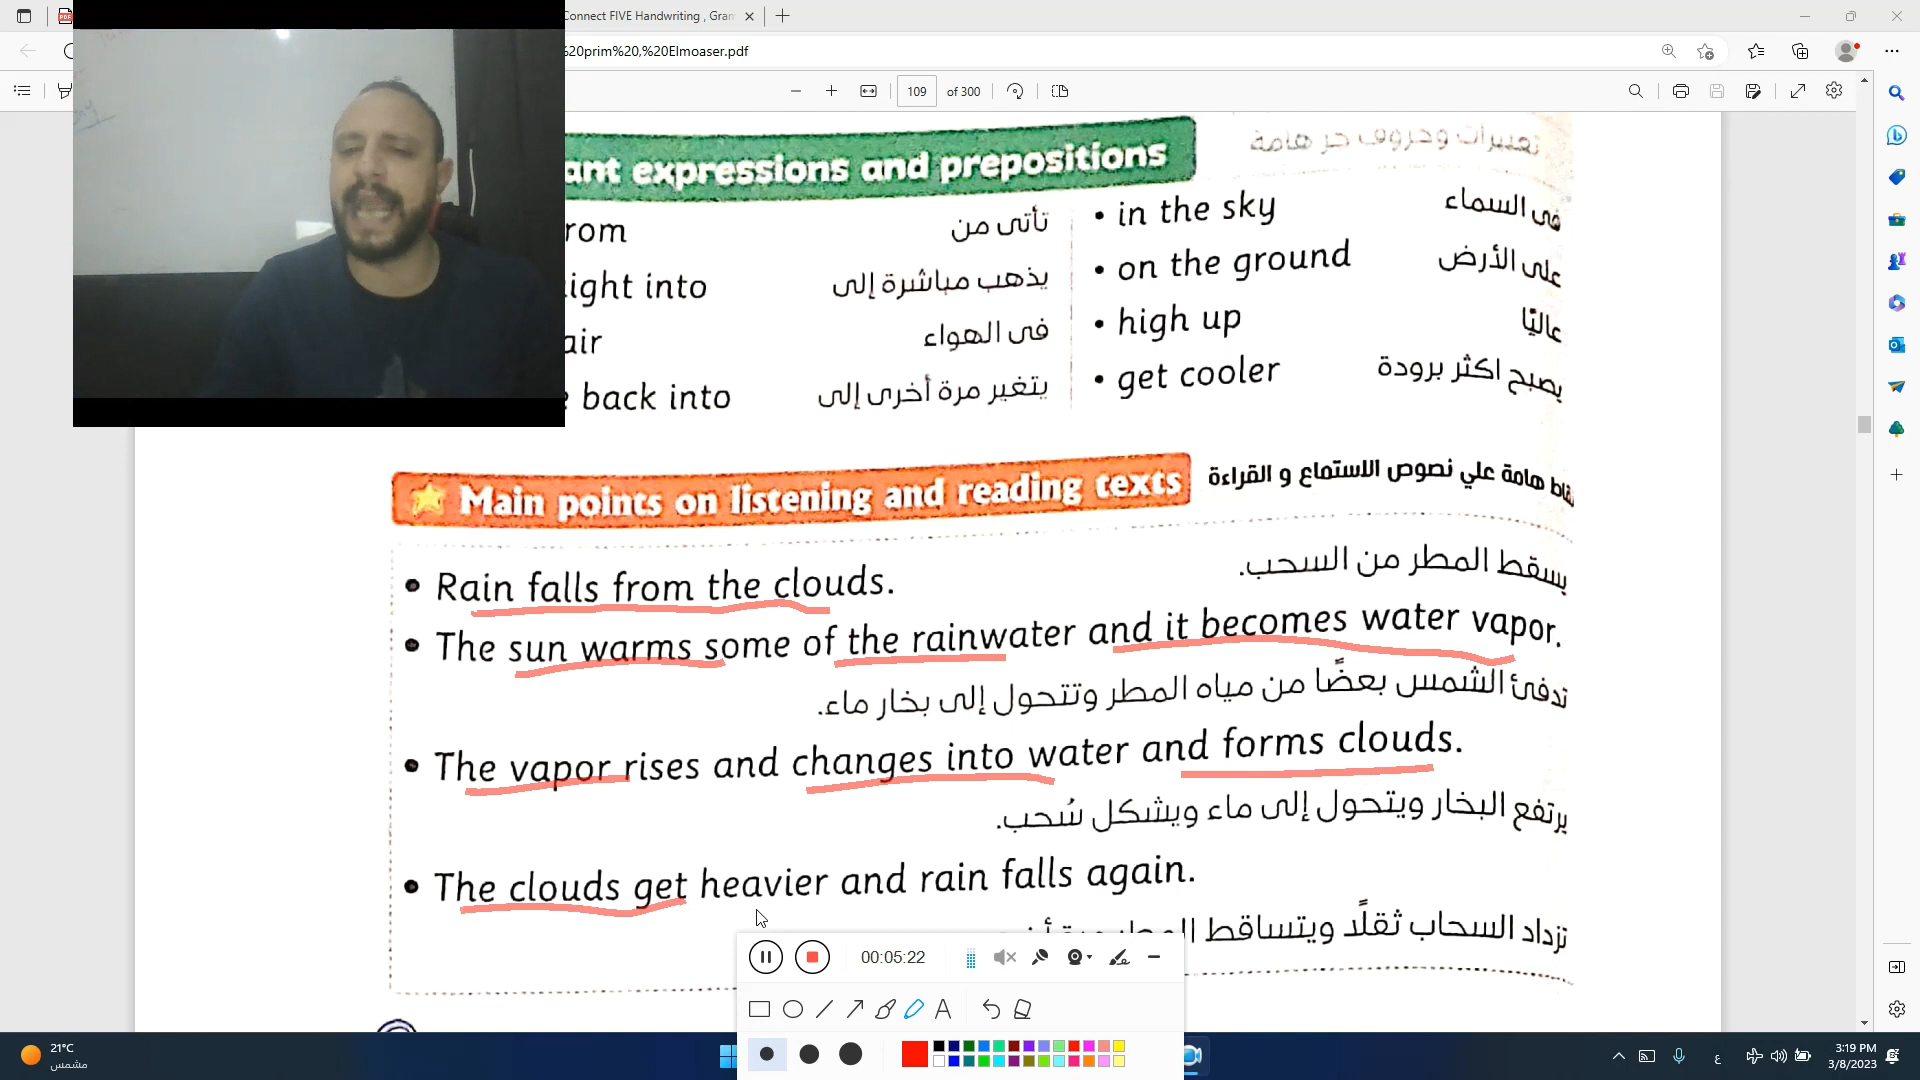 Connect FIVE Handwriting , Gram
%20prim%20,%20Elmoaser.pdf
109 of 300
ant expressions and prepositions
تعبيرات وحروف جر هامة
rom تأتى من
• in the sky فى السماء
ight into يذهب مباشرة إلى
• on the ground على الأرض
air فى الهواء
• high up عاليًا
back into يتغير مرة أخرى إلى
• get cooler يصبح اكثر برودة
Main points on listening and reading texts
هامة علي نصوص الاستماع و القراءة
• Rain falls from the clouds.
يسقط المطر من السحب.
• The sun warms some of the rainwater and it becomes water vapor.
تدفئ الشمس بعضًا من مياه المطر وتتحول إلى بخار ماء.
• The vapor rises and changes into water and forms clouds.
يرتفع البخار ويتحول إلى ماء ويشكل سُحب.
• The clouds get heavier and rain falls again.
تزداد السحاب ثقلًا ويتساقط
00:05:22
A
21°C
مشمس
ع
3:19 PM
3/8/2023